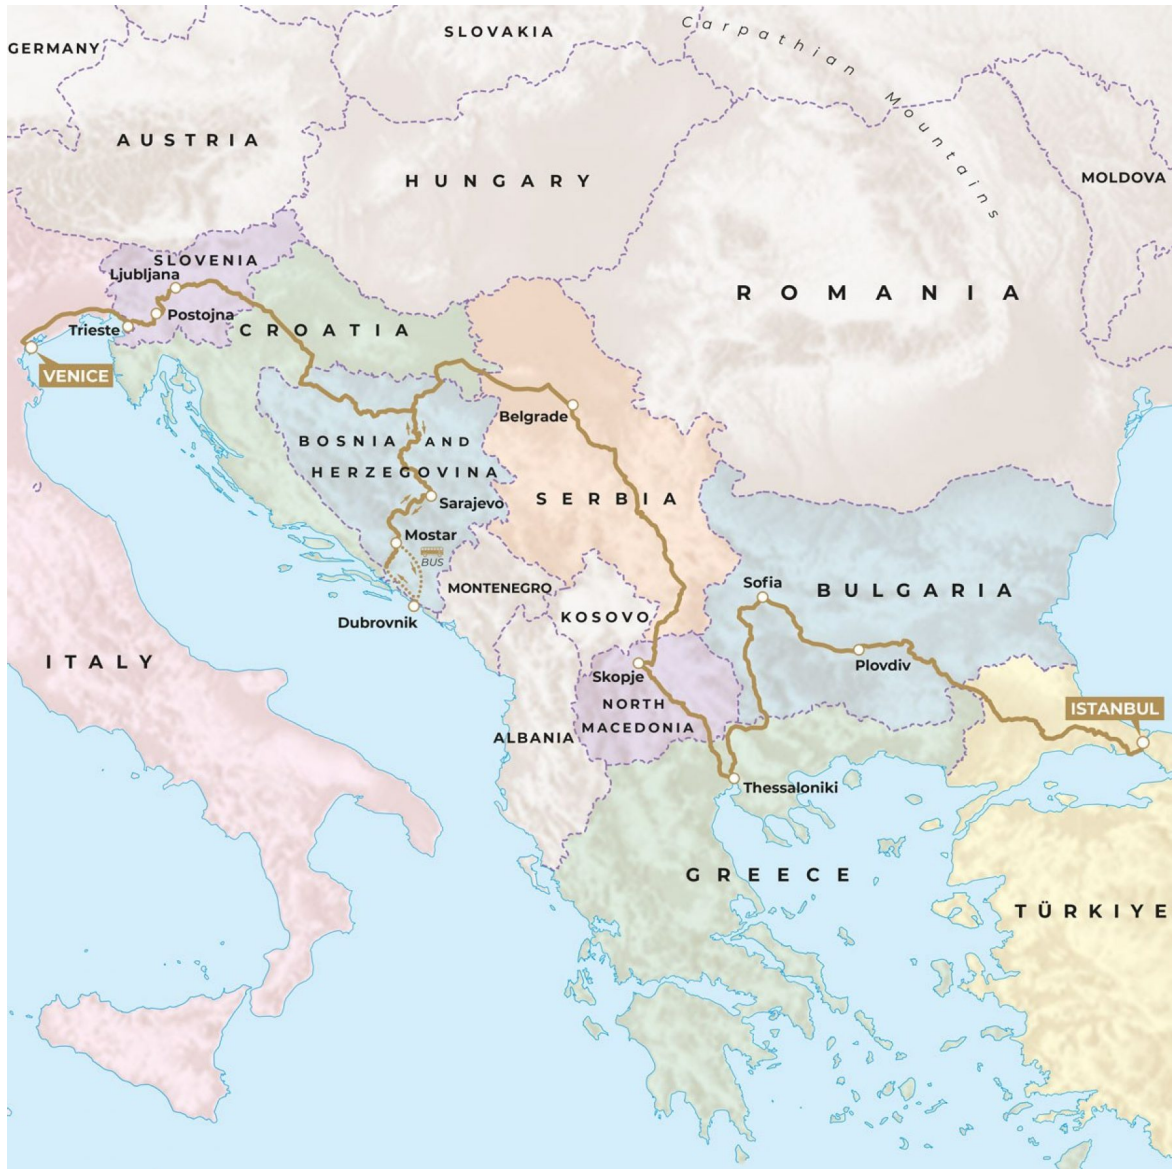 SLOVAKIA
GERMANY
Carpathian Mountains
AUSTRIA
HUNGARY
MOLDOVA
SLOVENIA
Ljubljana
ROMANIA
Postojna
Trieste
CROATIA
VENICE
Belgrade
BOSNIA AND
HERZEGOVINA
SERBIA
Sarajevo
Mostar
BUS
Sofia
MONTENEGRO
BULGARIA
KOSOVO
Dubrovnik
ITALY
Plovdiv
Skopje
NORTH
MACEDONIA
ISTANBUL
ALBANIA
Thessaloniki
GREECE
TÜRKIYE